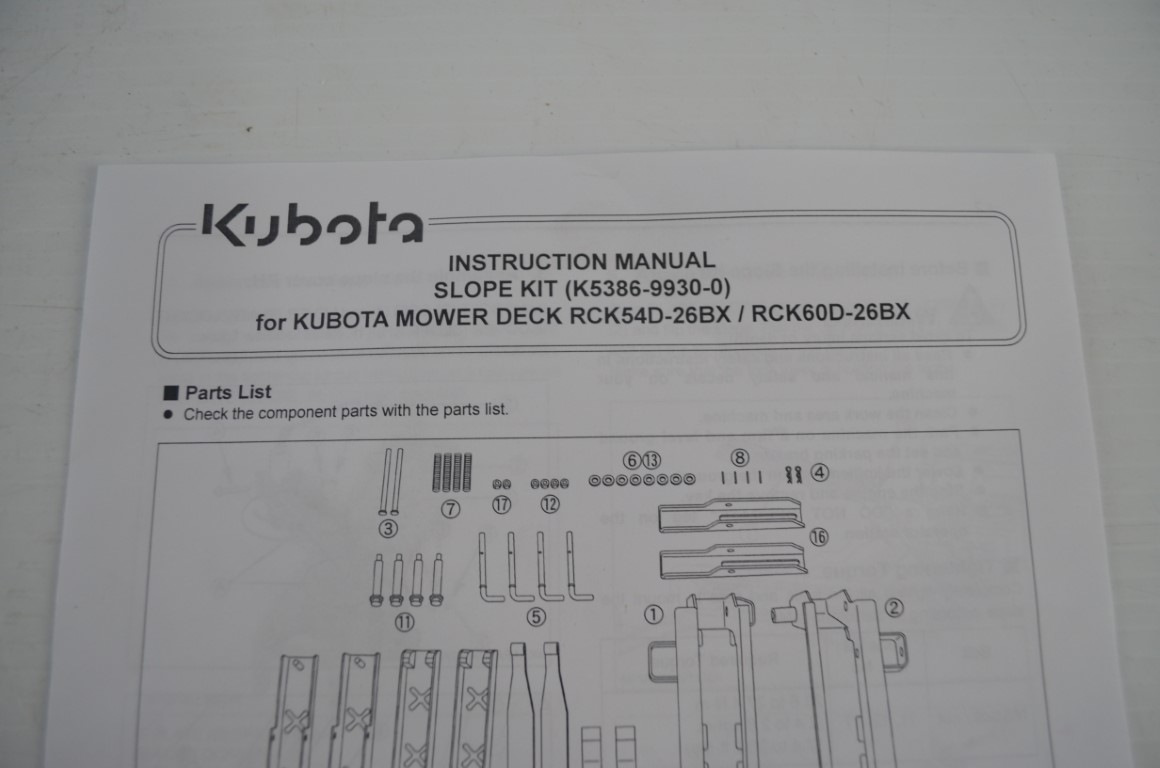 Kubota
INSTRUCTION MANUAL
SLOPE KIT (K5386-9930-0)
for KUBOTA MOWER DECK RCK54D-26BX / RCK60D-26BX
■ Parts List
● Check the component parts with the parts list.
⑥⑬ ⑧ ④
③ ⑦ ⑰ ⑫
⑯
⑪ ⑤ ① ②